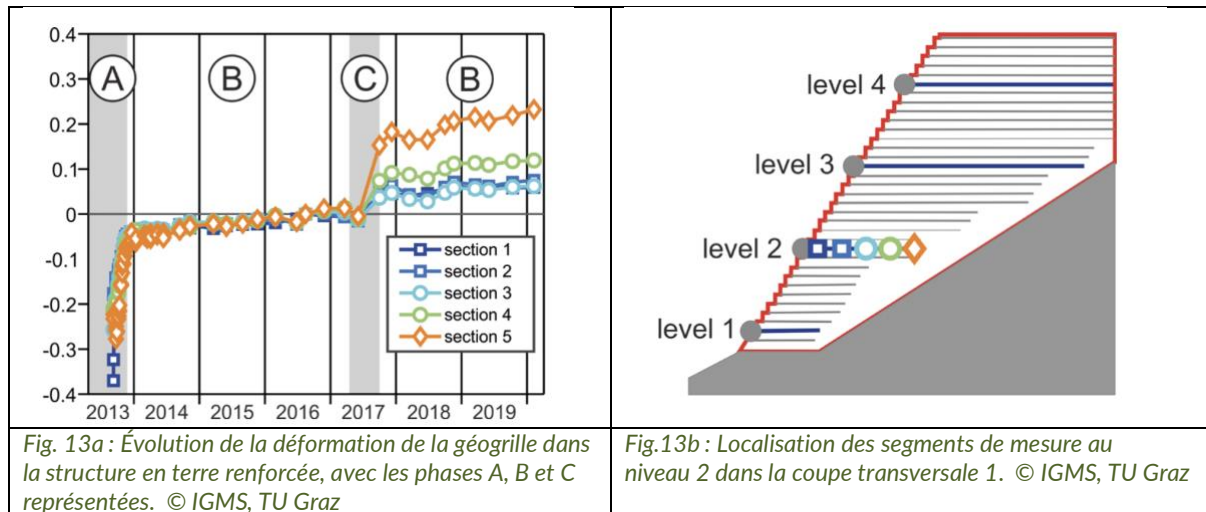 0.4
0.3
0.2
0.1
0
-0.1
-0.2
-0.3
-0.4
A
B
C
B
section 1
section 2
section 3
section 4
section 5
2013 2014 2015 2016 2017 2018 2019
level 4
level 3
level 2
level 1
Fig. 13a : Évolution de la déformation de la géogrille dans
la structure en terre renforcée, avec les phases A, B et C
représentées. © IGMS, TU Graz
Fig.13b : Localisation des segments de mesure au
niveau 2 dans la coupe transversale 1. © IGMS, TU Graz